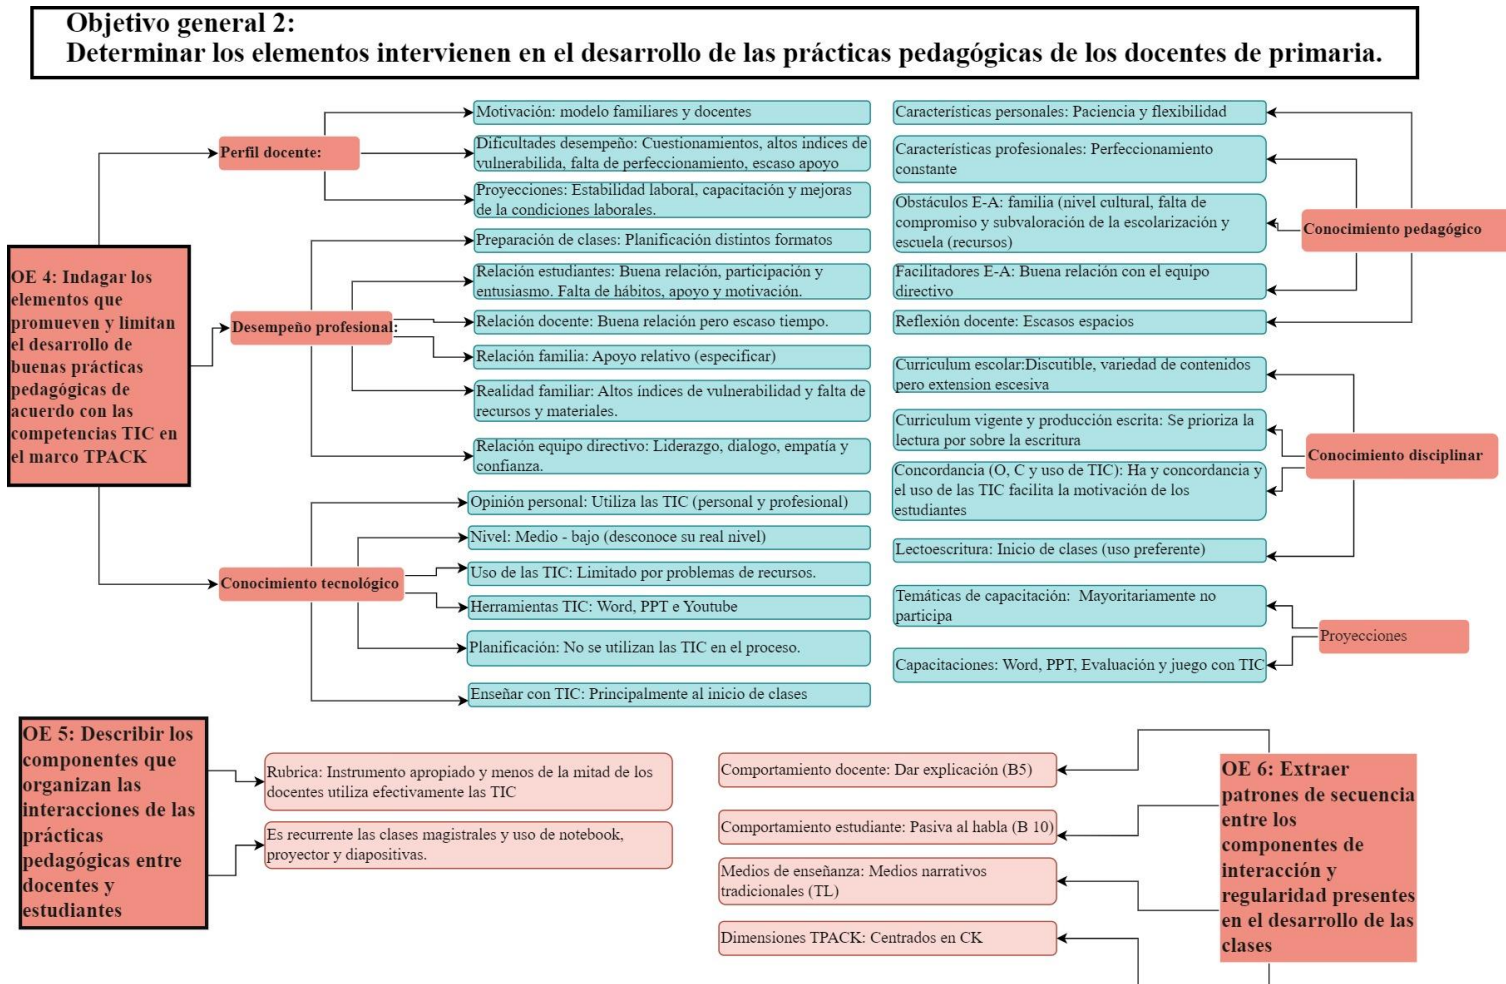 Objetivo general 2:
Determinar los elementos intervienen en el desarrollo de las prácticas pedagógicas de los docentes de primaria.
OE 4: Indagar los
elementos que
promueven y limitan
el desarrollo de
buenas prácticas
pedagógicas de
acuerdo con las
competencias TIC en
el marco TPACK
Perfil docente:
Motivación: modelo familiares y docentes
Dificultades desempeño: Cuestionamientos, altos indices de
vulnerabilida, falta de perfeccionamiento, escaso apoyo
Proyecciones: Estabilidad laboral, capacitación y mejoras
de la condiciones laborales.
Desempeño profesional:
Preparación de clases: Planificación distintos formatos
Relación estudiantes: Buena relación, participación y
entusiasmo. Falta de hábitos, apoyo y motivación.
Relación docente: Buena relación pero escaso tiempo.
Relación familia: Apoyo relativo (especificar)
Realidad familiar: Altos índices de vulnerabilidad y falta de
recursos y materiales.
Relación equipo directivo: Liderazgo, dialogo, empatía y
confianza.
Conocimiento tecnológico
Opinión personal: Utiliza las TIC (personal y profesional)
Nivel: Medio - bajo (desconoce su real nivel)
Uso de las TIC: Limitado por problemas de recursos.
Herramientas TIC: Word, PPT e Youtube
Planificación: No se utilizan las TIC en el proceso.
Enseñar con TIC: Principalmente al inicio de clases
Conocimiento pedagógico
Características personales: Paciencia y flexibilidad
Características profesionales: Perfeccionamiento
constante
Obstáculos E-A: familia (nivel cultural, falta de
compromiso y subvaloración de la escolarización y
escuela (recursos)
Facilitadores E-A: Buena relación con el equipo
directivo
Reflexión docente: Escasos espacios
Conocimiento disciplinar
Curriculum escolar:Discutible, variedad de contenidos
pero extension escesiva
Curriculum vigente y producción escrita: Se prioriza la
lectura por sobre la escritura
Concordancia (O, C y uso de TIC): Ha y concordancia y
el uso de las TIC facilita la motivación de los
estudiantes
Lectoescritura: Inicio de clases (uso preferente)
Proyecciones
Temáticas de capacitación: Mayoritariamente no
participa
Capacitaciones: Word, PPT, Evaluación y juego con TIC
OE 5: Describir los
componentes que
organizan las
interacciones de las
prácticas
pedagógicas entre
docentes y
estudiantes
Rubrica: Instrumento apropiado y menos de la mitad de los
docentes utiliza efectivamente las TIC
Es recurrente las clases magistrales y uso de notebook,
proyector y diapositivas.
OE 6: Extraer
patrones de secuencia
entre los
componentes de
interacción y
regularidad presentes
en el desarrollo de las
clases
Comportamiento docente: Dar explicación (B5)
Comportamiento estudiante: Pasiva al habla (B 10)
Medios de enseñanza: Medios narrativos
tradicionales (TL)
Dimensiones TPACK: Centrados en CK